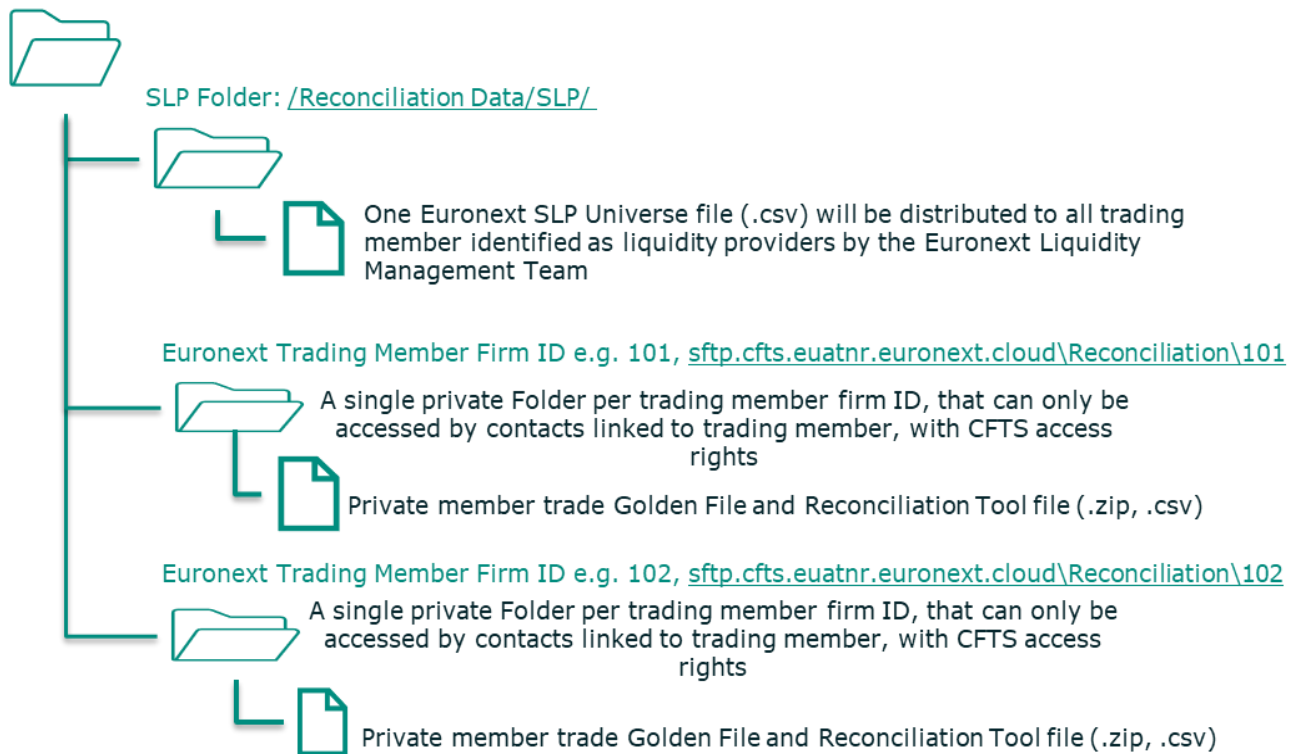 SLP Folder: /Reconciliation Data/SLP/
One Euronext SLP Universe file (.csv) will be distributed to all trading
member identified as liquidity providers by the Euronext Liquidity
Management Team
Euronext Trading Member Firm ID e.g. 101, sftp.cfts.euatnr.euronext.cloud\Reconciliation\101
A single private Folder per trading member firm ID, that can only be
accessed by contacts linked to trading member, with CFTS access
rights
Private member trade Golden File and Reconciliation Tool file (.zip, .csv)
Euronext Trading Member Firm ID e.g. 102, sftp.cfts.euatnr.euronext.cloud\Reconciliation\102
A single private Folder per trading member firm ID, that can only be
accessed by contacts linked to trading member, with CFTS access
rights
Private member trade Golden File and Reconciliation Tool file (.zip, .csv)